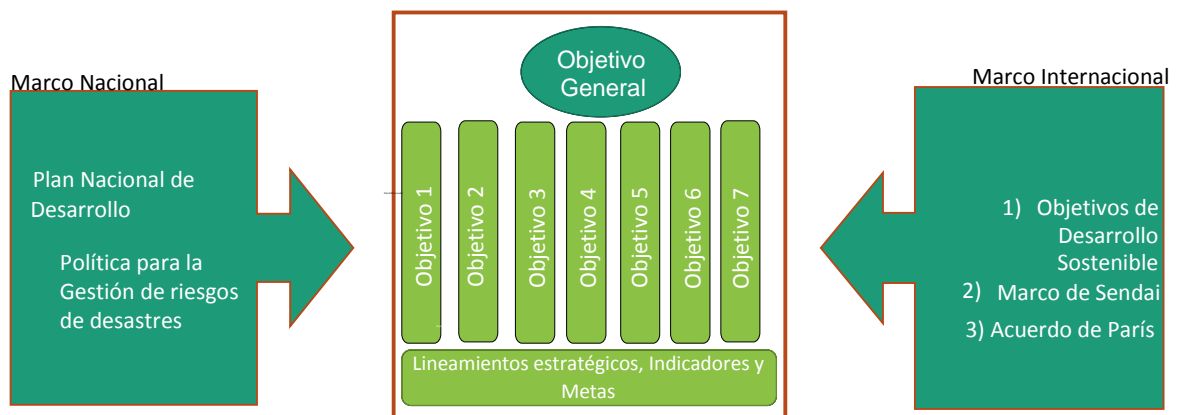 Marco Nacional
Plan Nacional de
Desarrollo
Política para la
Gestión de riesgos
de desastres
Objetivo
General
Objetivo 1
Objetivo 2
Objetivo 3
Objetivo 4
Objetivo 5
Objetivo 6
Objetivo 7
Lineamientos estratégicos, Indicadores y
Metas
Marco Internacional
1) Objetivos de
Desarrollo
Sostenible
2) Marco de Sendai
3) Acuerdo de París